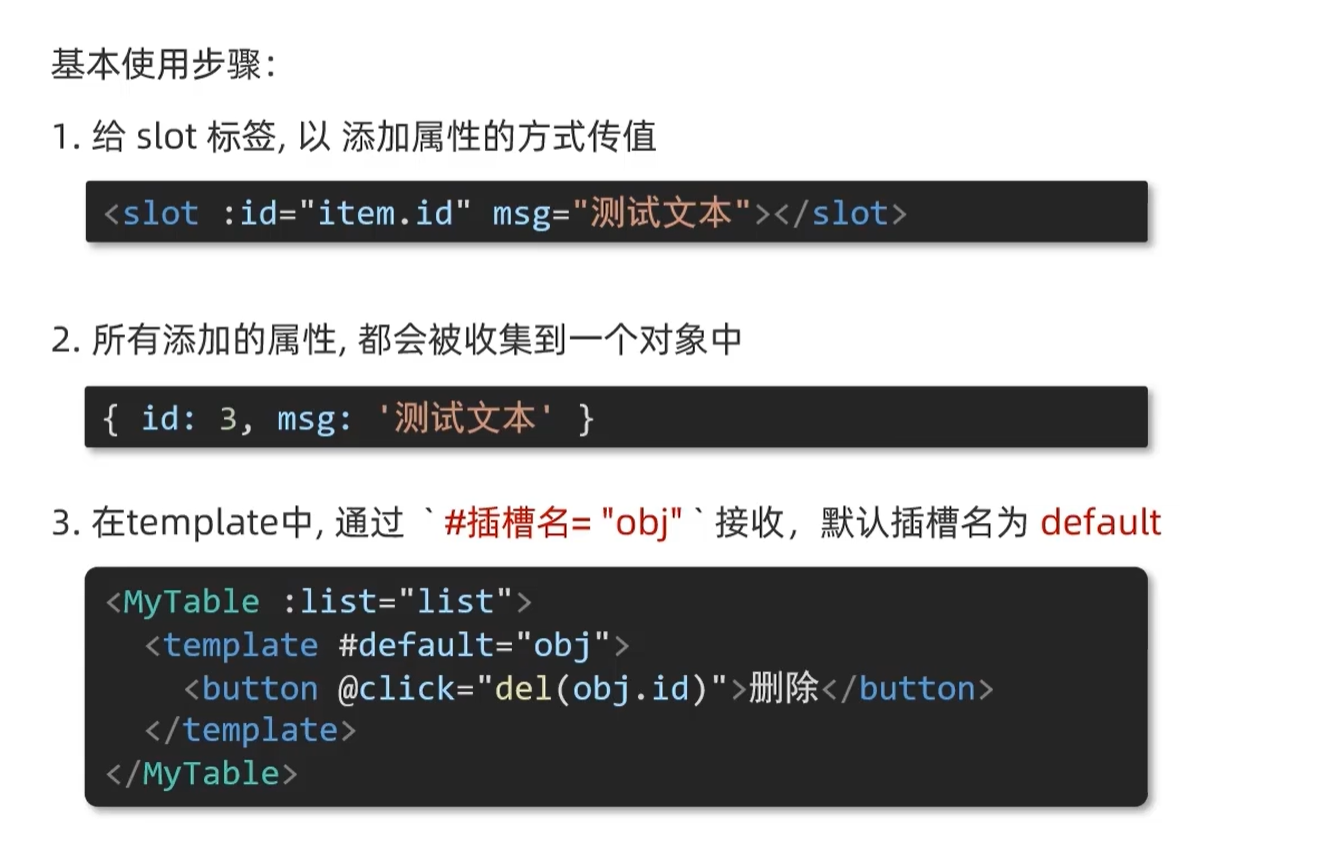 基本使用步骤：
1. 给 slot 标签, 以 添加属性的方式传值
<slot :id="item.id" msg="测试文本"></slot>
2. 所有添加的属性, 都会被收集到一个对象中
{ id: 3, msg: '测试文本' }
3. 在template中, 通过 `#插槽名= "obj"` 接收，默认插槽名为 default
<MyTable :list="list">
  <template #default="obj">
    <button @click="del(obj.id)">删除</button>
  </template>
</MyTable>